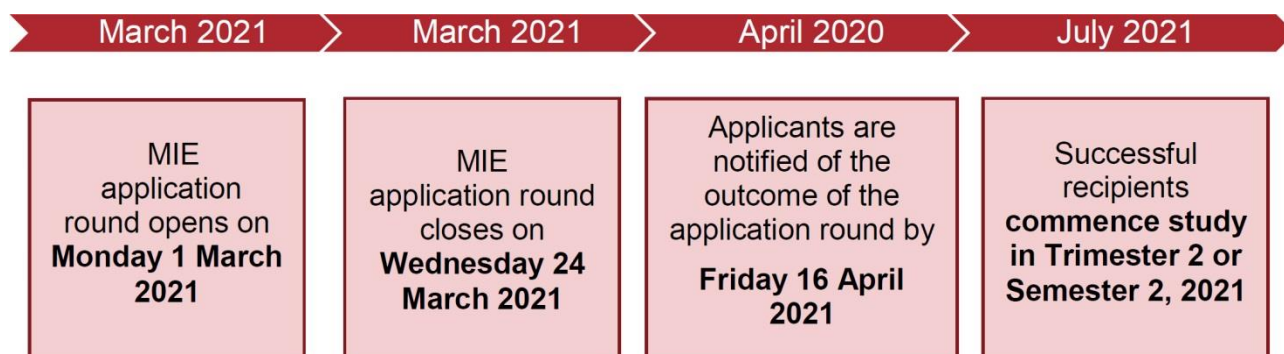 March 2021
March 2021
April 2020
July 2021
MIE
application
round opens on
Monday 1 March
2021
MIE
application round
closes on
Wednesday 24
March 2021
Applicants are
notified of the
outcome of the
application round by
Friday 16 April
2021
Successful
recipients
commence study
in Trimester 2 or
Semester 2, 2021